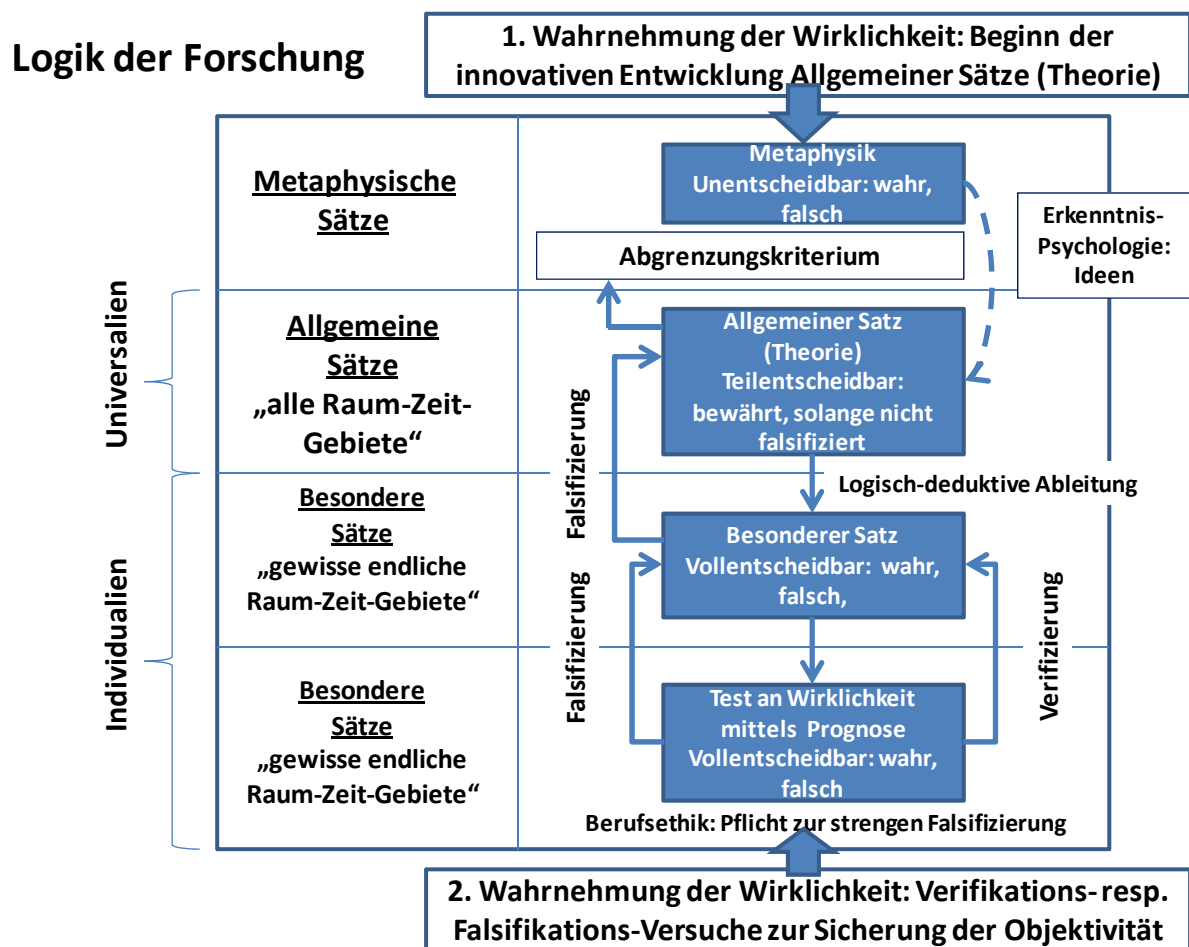 Logik der Forschung
1. Wahrnehmung der Wirklichkeit: Beginn der
innovativen Entwicklung Allgemeiner Sätze (Theorie)
Metaphysische
Sätze
Metaphysik
Unentscheidbar: wahr,
falsch
Erkenntnis-
Psychologie:
Ideen
Abgrenzungskriterium
Universalien
Allgemeine
Sätze
„alle Raum-Zeit-
Gebiete“
Allgemeiner Satz
(Theorie)
Teilentscheidbar:
bewährt, solange nicht
falsifiziert
Falsifizierung
Logisch-deduktive Ableitung
Individualien
Besondere
Sätze
„gewisse endliche
Raum-Zeit-Gebiete“
Besonderer Satz
Vollentscheidbar: wahr,
falsch,
Falsifizierung
Verifizierung
Besondere
Sätze
„gewisse endliche
Raum-Zeit-Gebiete“
Test an Wirklichkeit
mittels Prognose
Vollentscheidbar: wahr,
falsch
Berufsethik: Pflicht zur strengen Falsifizierung
2. Wahrnehmung der Wirklichkeit: Verifikations- resp.
Falsifikations-Versuche zur Sicherung der Objektivität